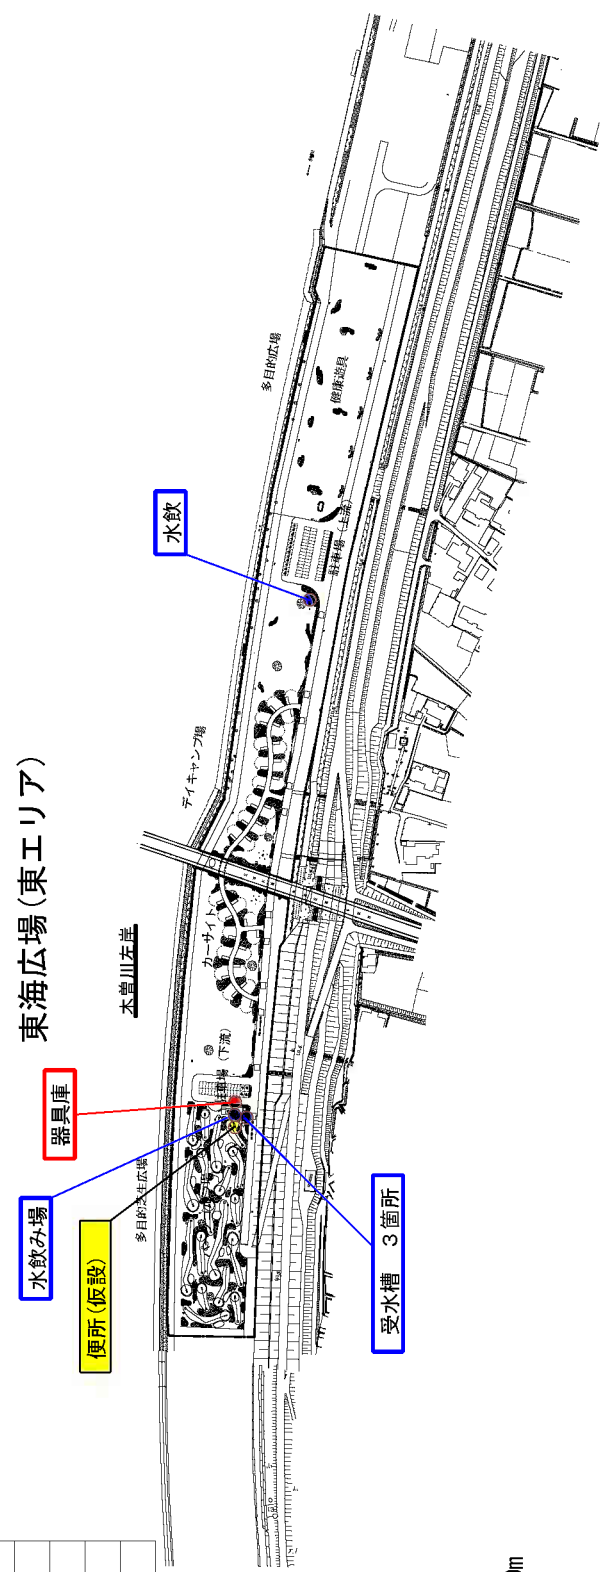 東海広場(東エリア)
木曽川左岸
多目的広場
健康遊具
水飲
駐車場(上流)
デイキャンプ場
カーサイト
駐車場(下流)
器具庫
水飲み場
多目的芝生広場
便所(仮設)
受水槽 3箇所